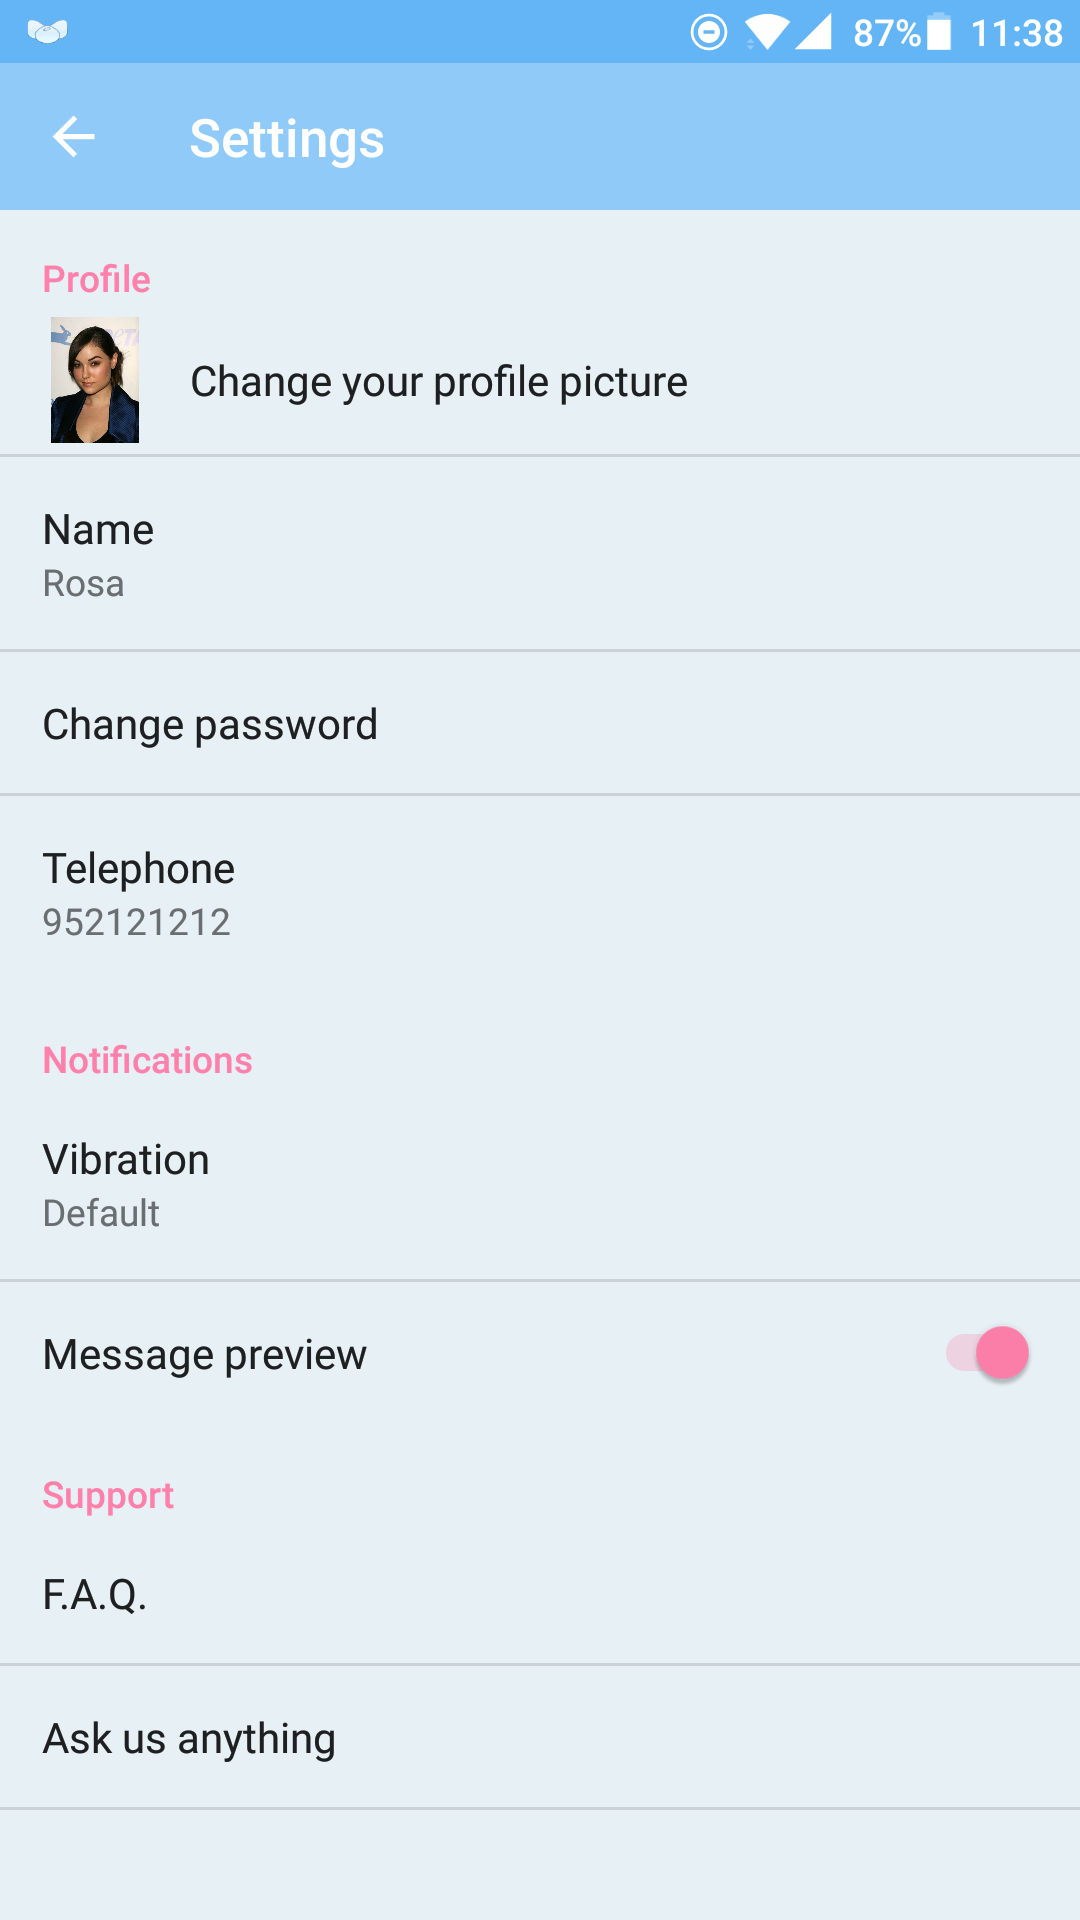 87% 11:38
Settings
Profile
Change your profile picture
Name
Rosa
Change password
Telephone
952121212
Notifications
Vibration
Default
Message preview
Support
F.A.Q.
Ask us anything